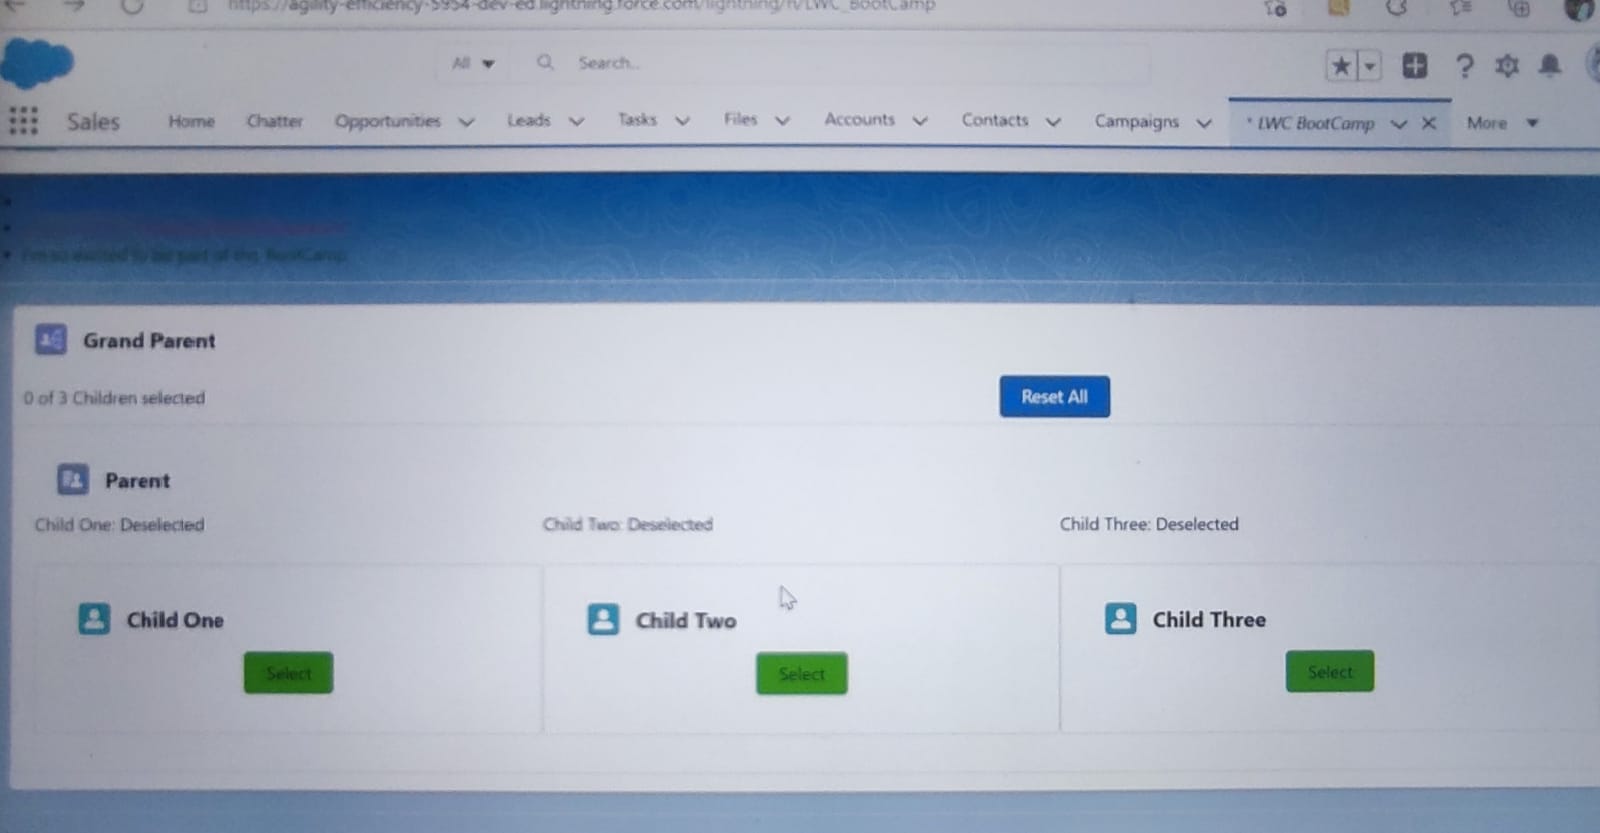 https://agility-efficiency-5954-dev-ed.lightning.force.com/lightning/n/LWC_BootCamp
All Search...
Sales Home Chatter Opportunities Leads Tasks Files Accounts Contacts Campaigns * LWC BootCamp More
I'm so excited to be part of the BootCamp
Grand Parent
0 of 3 Children selected Reset All
Parent
Child One: Deselected Child Two: Deselected Child Three: Deselected
Child One Child Two Child Three
Select Select Select